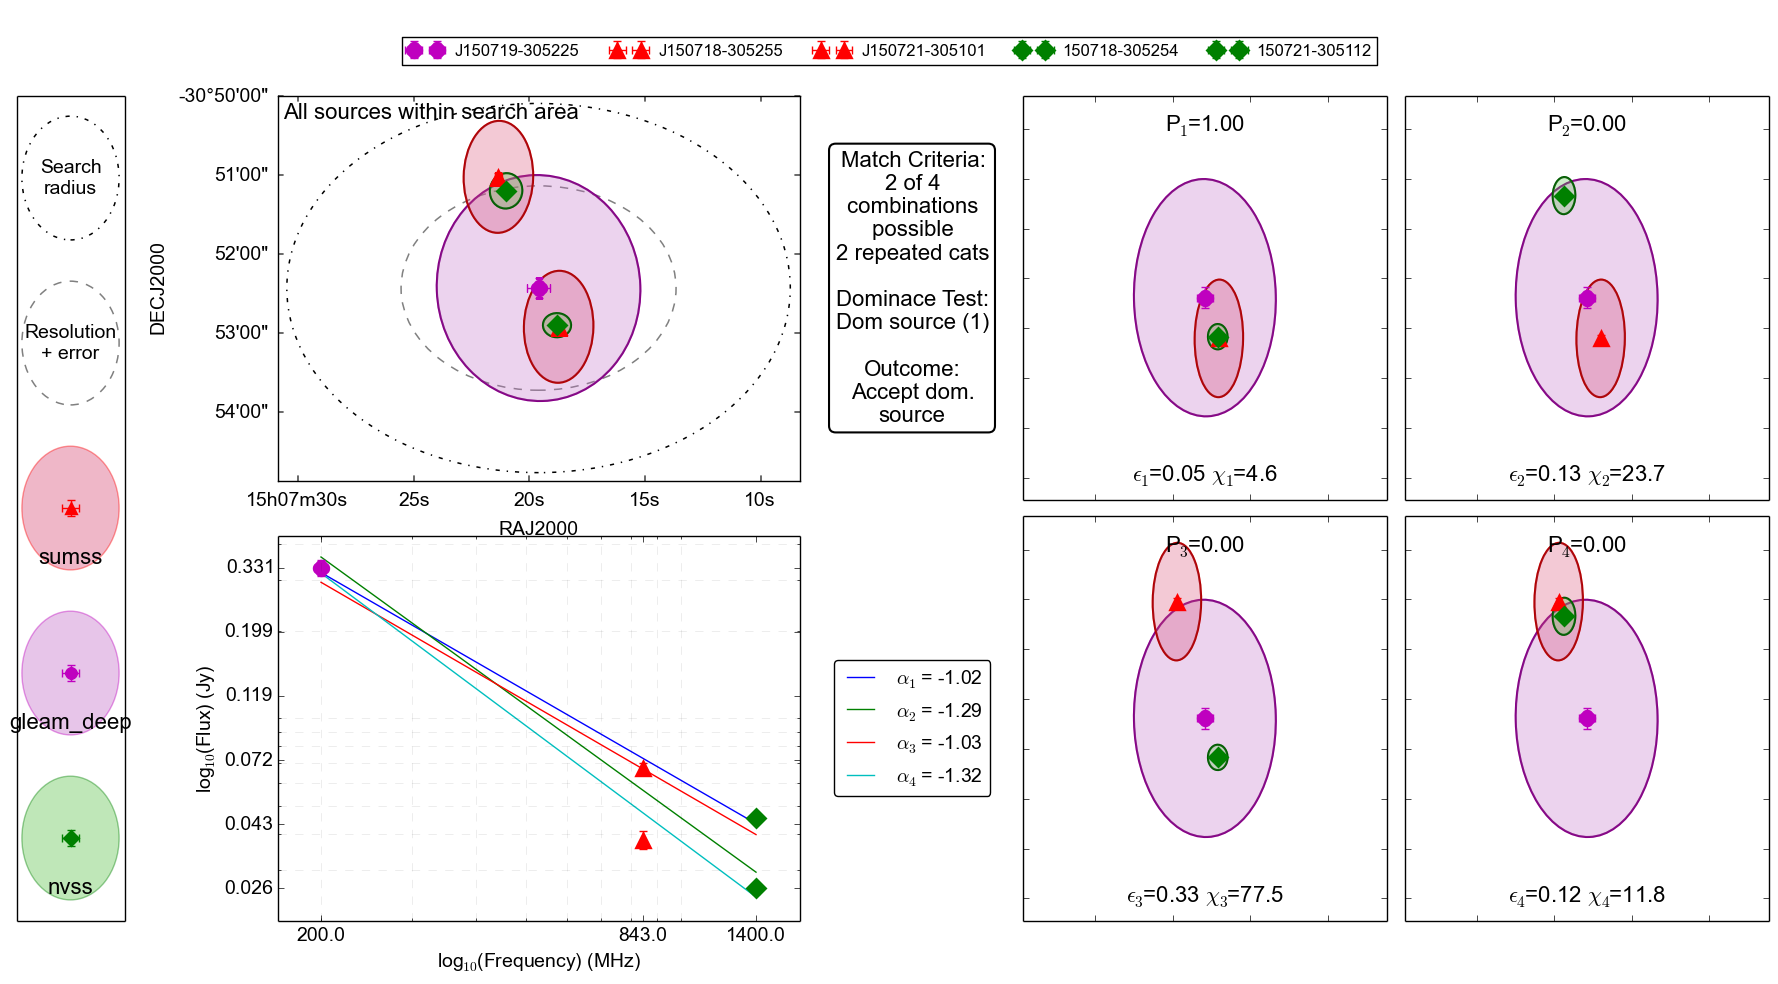 J150719-305225 J150718-305255 J150721-305101 150718-305254 150721-305112
Search
radius
Resolution
+ error
sumss
gleam_deep
nvss
All sources within search area
-30°50'00"
51'00"
52'00"
53'00"
54'00"
DECJ2000
15h07m30s 25s 20s 15s 10s
RAJ2000
Match Criteria:
2 of 4
combinations
possible
2 repeated cats
Dominace Test:
Dom source (1)
Outcome:
Accept dom.
source
P₁=1.00
ϵ₁=0.05 χ₁=4.6
P₂=0.00
ϵ₂=0.13 χ₂=23.7
0.331
0.199
0.119
0.072
0.043
0.026
log₁₀(Flux) (Jy)
200.0 843.0 1400.0
log₁₀(Frequency) (MHz)
α₁ = -1.02
α₂ = -1.29
α₃ = -1.03
α₄ = -1.32
P₃=0.00
ϵ₃=0.33 χ₃=77.5
P₄=0.00
ϵ₄=0.12 χ₄=11.8